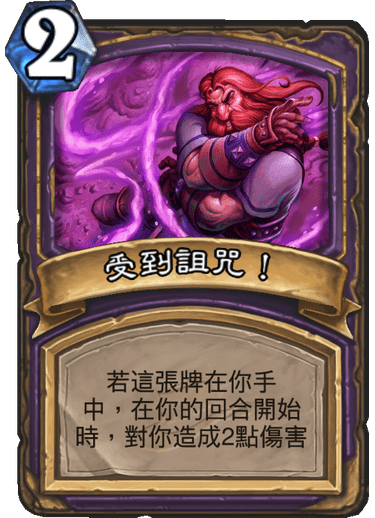 2
受到詛咒！
若這張牌在你手
中，在你的回合開始
時，對你造成2點傷害